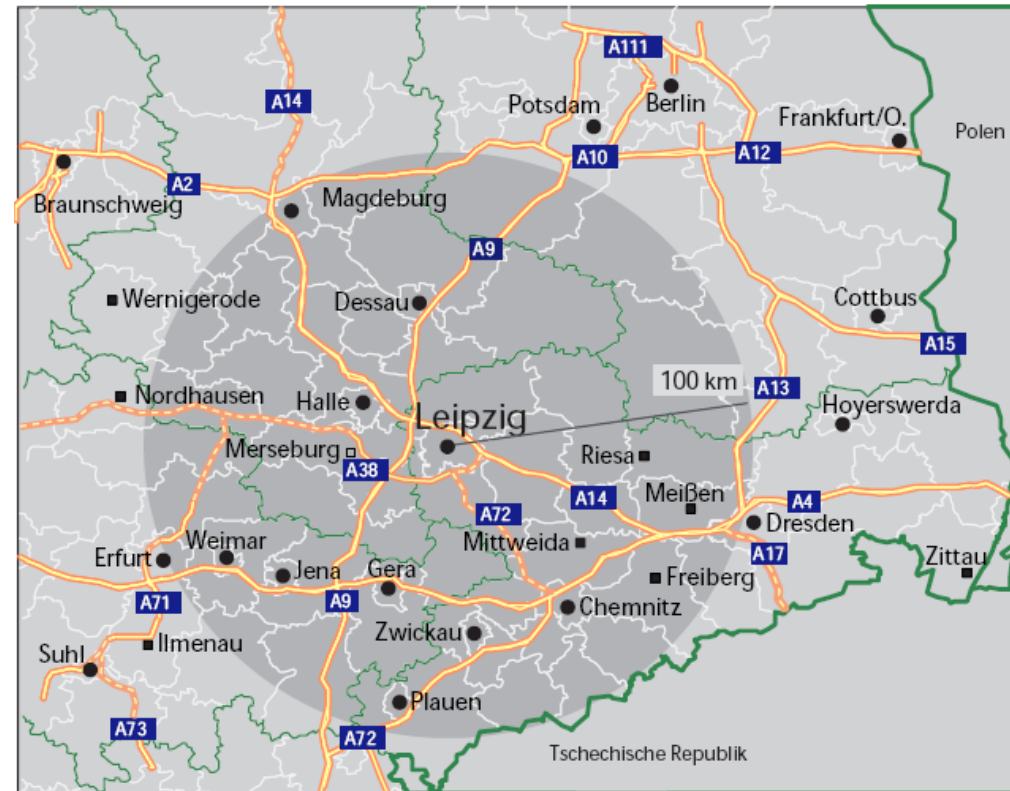 A111
A14
Potsdam
Berlin
Frankfurt/O.
Polen
A10
A12
A2
Braunschweig
Magdeburg
A9
Wernigerode
Dessau
Cottbus
A15
100 km
A13
Nordhausen
Halle
Leipzig
Hoyerswerda
Merseburg
A38
Riesa
Meißen
A14
A4
A72
Dresden
Mittweida
Weimar
Erfurt
A17
Zittau
Jena
Gera
Freiberg
A71
A9
Chemnitz
Zwickau
Ilmenau
Suhl
Plauen
A73
A72
Tschechische Republik